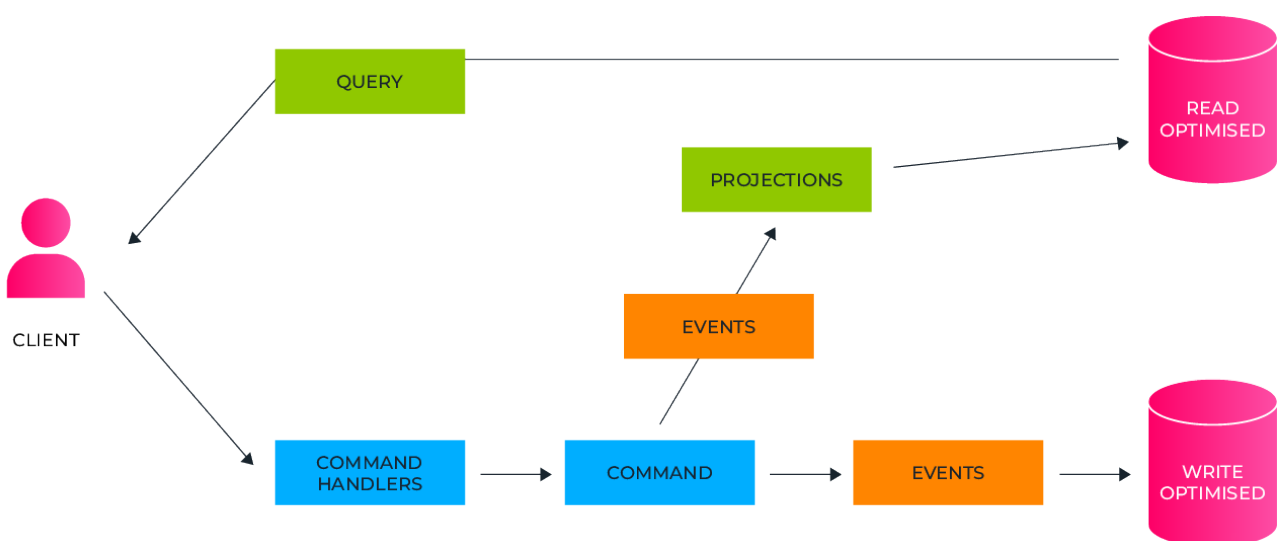 QUERY
READ
OPTIMISED
PROJECTIONS
EVENTS
CLIENT
COMMAND
HANDLERS
COMMAND
EVENTS
WRITE
OPTIMISED